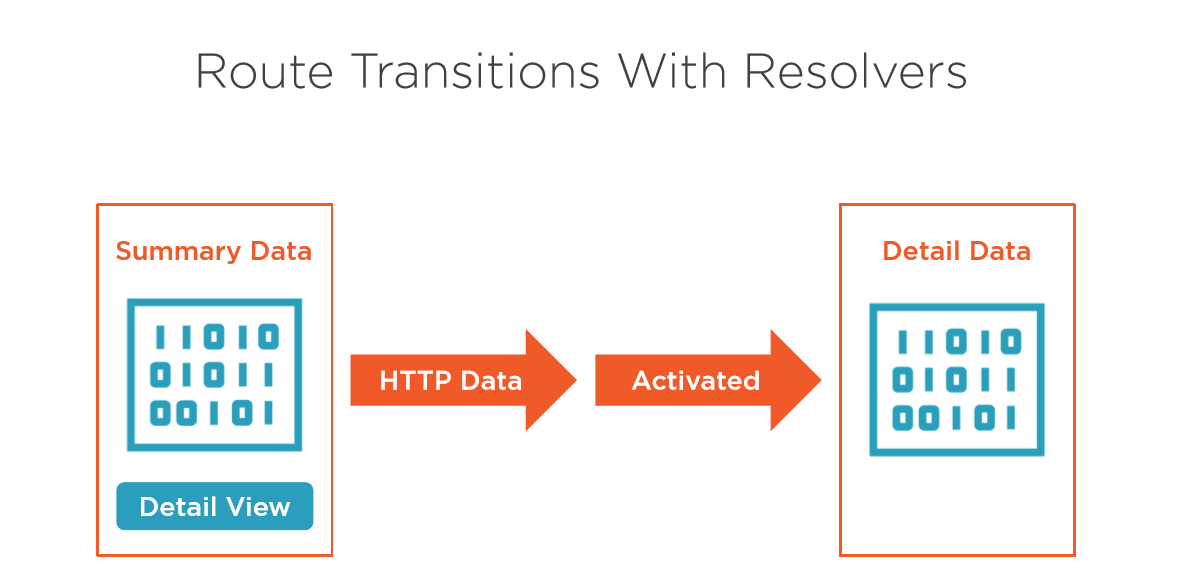 Route Transitions With Resolvers
Summary Data
11010
01011
00101
Detail View
HTTP Data
Activated
Detail Data
11010
01011
00101